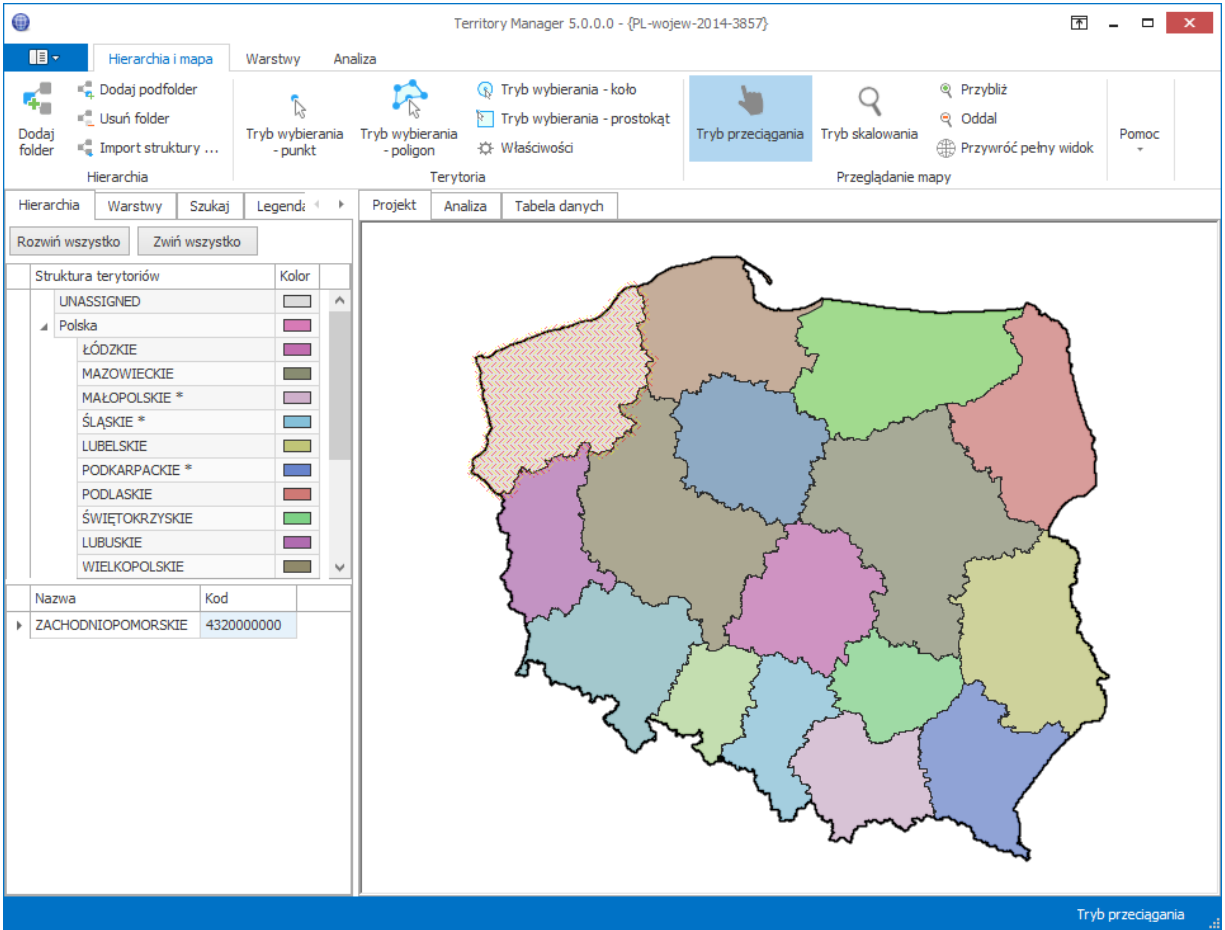 Territory Manager 5.0.0.0 - {PL-wojew-2014-3857}
Hierarchia i mapa Warstwy Analiza
Dodaj folder
Dodaj podfolder
Usuń folder
Import struktury ...
Hierarchia
Tryb wybierania - punkt
Tryb wybierania - poligon
Tryb wybierania - koło
Tryb wybierania - prostokąt
Właściwości
Terytoria
Tryb przeciągania
Tryb skalowania
Przybliż
Oddal
Przywróć pełny widok
Przeglądanie mapy
Pomoc
Hierarchia Warstwy Szukaj Legenda
Projekt Analiza Tabela danych
Rozwiń wszystko Zwiń wszystko
Struktura terytoriów Kolor
UNASSIGNED
Polska
ŁÓDZKIE
MAZOWIECKIE
MAŁOPOLSKIE *
ŚLĄSKIE *
LUBELSKIE
PODKARPACKIE *
PODLASKIE
ŚWIĘTOKRZYSKIE
LUBUSKIE
WIELKOPOLSKIE
Nazwa Kod
ZACHODNIOPOMORSKIE 4320000000
Tryb przeciągania